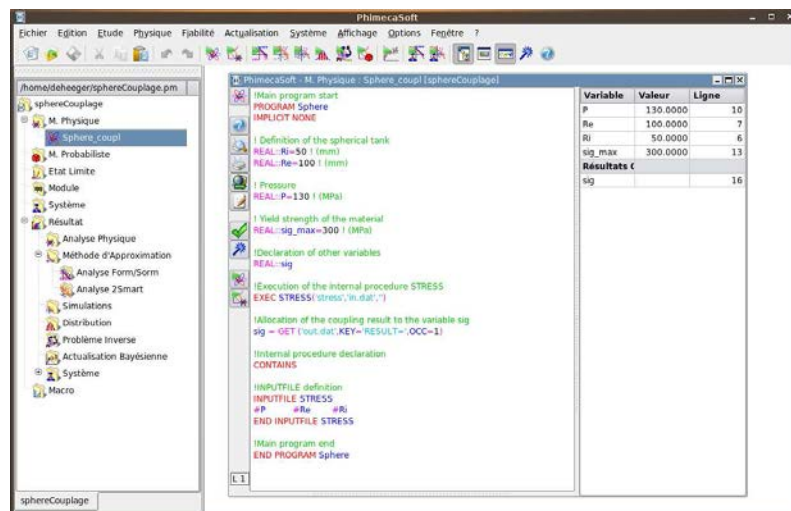 PhimecaSoft
Eichier Edition Etude Physique Fiabilité Actualisation Système Affichage Options Fenêtre ?
/home/deheeger/sphereCouplage.pm
sphereCouplage
M. Physique
Sphere_coupl
M. Probabiliste
Etat Limite
Module
Système
Résultat
Analyse Physique
Méthode d'Approximation
Analyse Form/Sorm
Analyse 2Smart
Simulations
Distribution
Problème Inverse
Actualisation Bayésienne
Système
Macro
sphereCouplage
PhimecaSoft - M. Physique : Sphere_coupl [sphereCouplage]
!Main program start
PROGRAM Sphere
IMPLICIT NONE
! Definition of the spherical tank
REAL::Ri=50 ! (mm)
REAL::Re=100 ! (mm)
! Pressure
REAL::P=130 ! (MPa)
! Yield strength of the material
REAL::sig_max=300 ! (MPa)
!Declaration of other variables
REAL::sig
!Execution of the internal procedure STRESS
EXEC STRESS('stress','in.dat','')
!Allocation of the coupling result to the variable sig
sig = GET ('out.dat',KEY='RESULT=',OCC=1)
!Internal procedure declaration
CONTAINS
!INPUTFILE definition
INPUTFILE STRESS
#P #Re #Ri
END INPUTFILE STRESS
!Main program end
END PROGRAM Sphere
L 1
Variable Valeur Ligne
P 130.0000 10
Re 100.0000 7
Ri 50.0000 6
sig_max 300.0000 13
Résultats (
sig 16